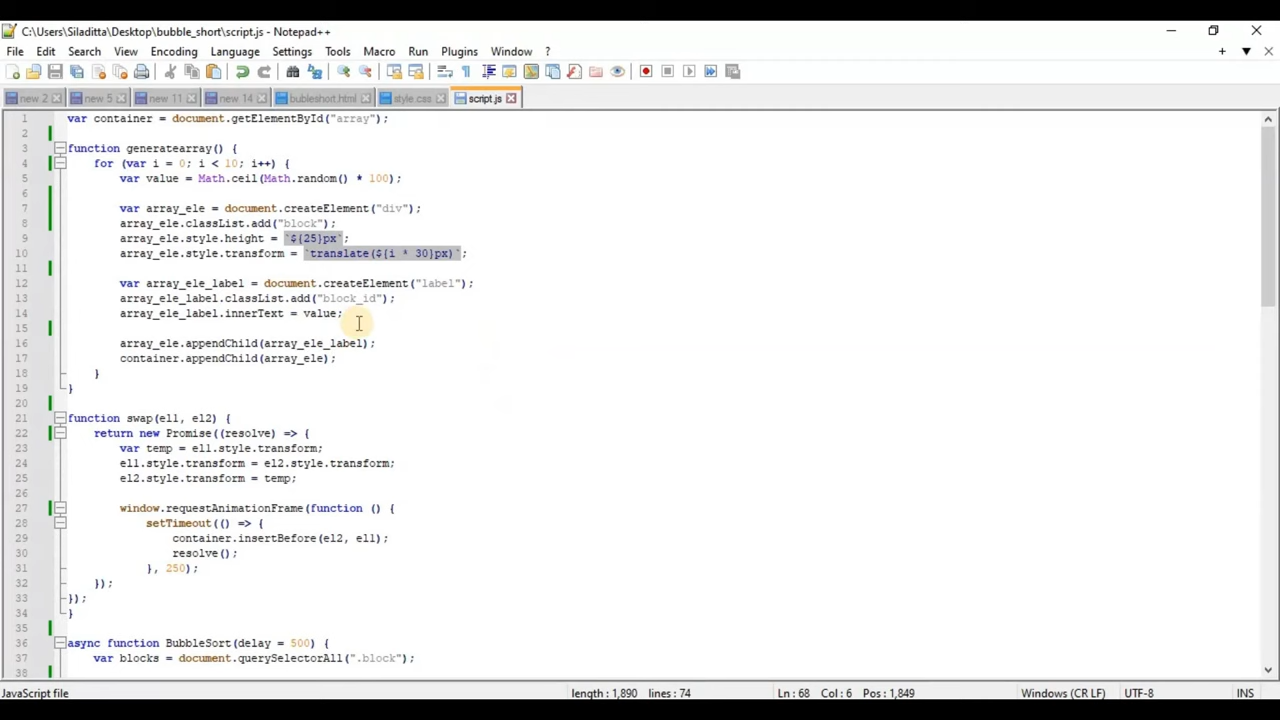 C:\Users\Siladitta\Desktop\bubble_short\script.js - Notepad++
File Edit Search View Encoding Language Settings Tools Macro Run Plugins Window ?
new 2 new 5 new 11 new 14 bubleshort.html style.css script.js
1 var container = document.getElementById("array");
2
3 function generatearray() {
4 for (var i = 0; i < 10; i++) {
5 var value = Math.ceil(Math.random() * 100);
6
7 var array_ele = document.createElement("div");
8 array_ele.classList.add("block");
9 array_ele.style.height = `${25}px`;
10 array_ele.style.transform = `translate(${i * 30}px)`;
11
12 var array_ele_label = document.createElement("label");
13 array_ele_label.classList.add("block_id");
14 array_ele_label.innerText = value;
15
16 array_ele.appendChild(array_ele_label);
17 container.appendChild(array_ele);
18 }
19 }
20
21 function swap(el1, el2) {
22 return new Promise((resolve) => {
23 var temp = el1.style.transform;
24 el1.style.transform = el2.style.transform;
25 el2.style.transform = temp;
26
27 window.requestAnimationFrame(function () {
28 setTimeout(() => {
29 container.insertBefore(el2, el1);
30 resolve();
31 }, 250);
32 });
33 });
34 }
35
36 async function BubbleSort(delay = 500) {
37 var blocks = document.querySelectorAll(".block");
38
JavaScript file length : 1,890 lines : 74 Ln : 68 Col : 6 Pos : 1,849 Windows (CR LF) UTF-8 INS